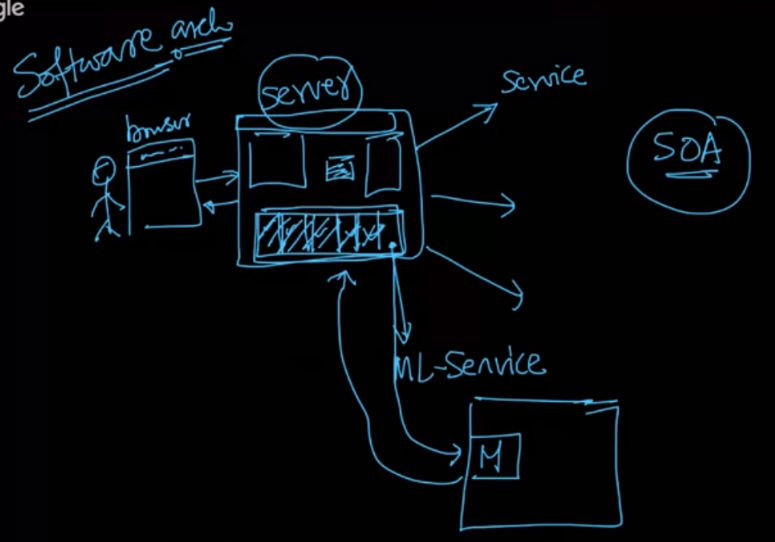 gle
Software arch
server
Service
browser
SOA
ML-Service
M